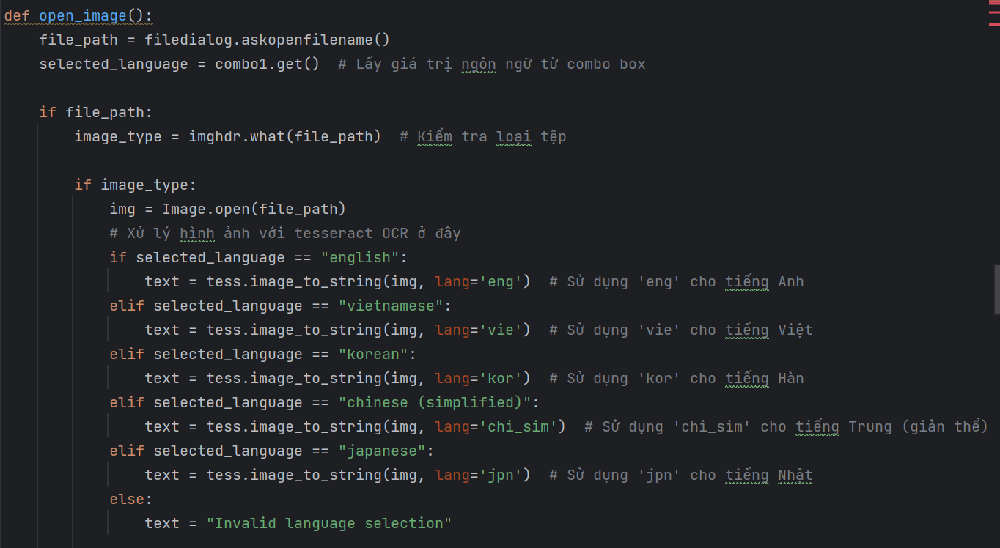 def open_image():
    file_path = filedialog.askopenfilename()
    selected_language = combo1.get()  # Lấy giá trị ngôn ngữ từ combo box

    if file_path:
        image_type = imghdr.what(file_path)  # Kiểm tra loại tệp

        if image_type:
            img = Image.open(file_path)
            # Xử lý hình ảnh với tesseract OCR ở đây
            if selected_language == "english":
                text = tess.image_to_string(img, lang='eng')  # Sử dụng 'eng' cho tiếng Anh
            elif selected_language == "vietnamese":
                text = tess.image_to_string(img, lang='vie')  # Sử dụng 'vie' cho tiếng Việt
            elif selected_language == "korean":
                text = tess.image_to_string(img, lang='kor')  # Sử dụng 'kor' cho tiếng Hàn
            elif selected_language == "chinese (simplified)":
                text = tess.image_to_string(img, lang='chi_sim')  # Sử dụng 'chi_sim' cho tiếng Trung (giản thể)
            elif selected_language == "japanese":
                text = tess.image_to_string(img, lang='jpn')  # Sử dụng 'jpn' cho tiếng Nhật
            else:
                text = "Invalid language selection"